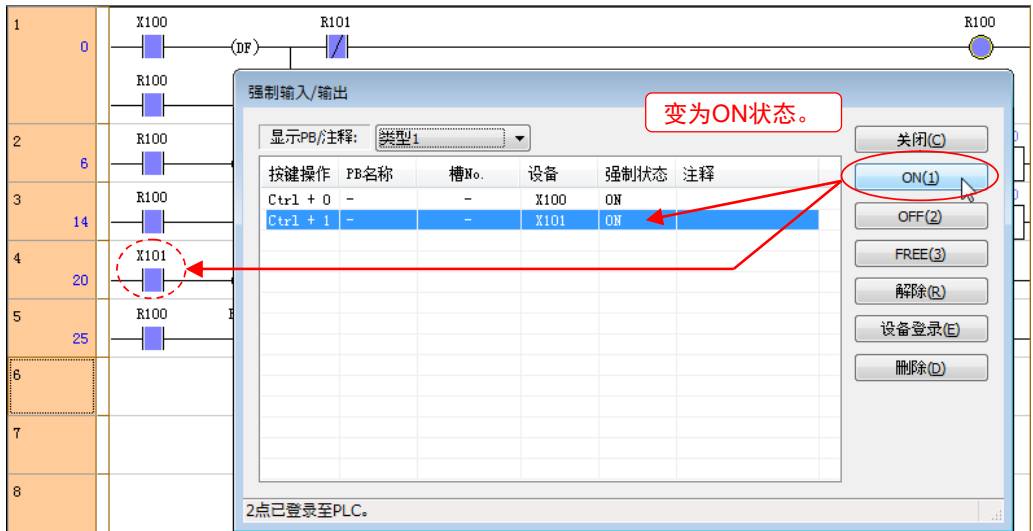 1
0
X100
(DF)
R101
R100
R100
2
6
R100
3
14
R100
4
20
X101
5
25
R100
6
7
8
强制输入/输出
变为ON状态。
显示PB/注释: 类型1
按键操作 PB名称 槽No. 设备 强制状态 注释
Ctrl + 0 - - X100 ON
Ctrl + 1 - - X101 ON
关闭(C)
ON(1)
OFF(2)
FREE(3)
解除(R)
设备登录(E)
删除(D)
2点已登录至PLC。